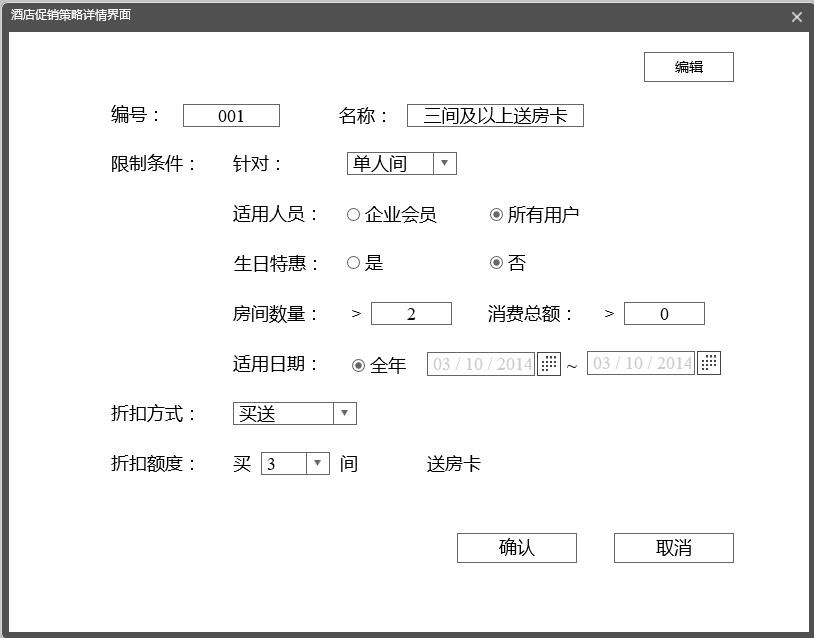 酒店促销策略详情界面
编辑
编号： 001 名称： 三间及以上送房卡
限制条件： 针对： 单人间
适用人员： 企业会员 所有用户
生日特惠： 是 否
房间数量： > 2 消费总额： > 0
适用日期： 全年 03 / 10 / 2014 ~ 03 / 10 / 2014
折扣方式： 买送
折扣额度： 买 3 间 送房卡
确认 取消